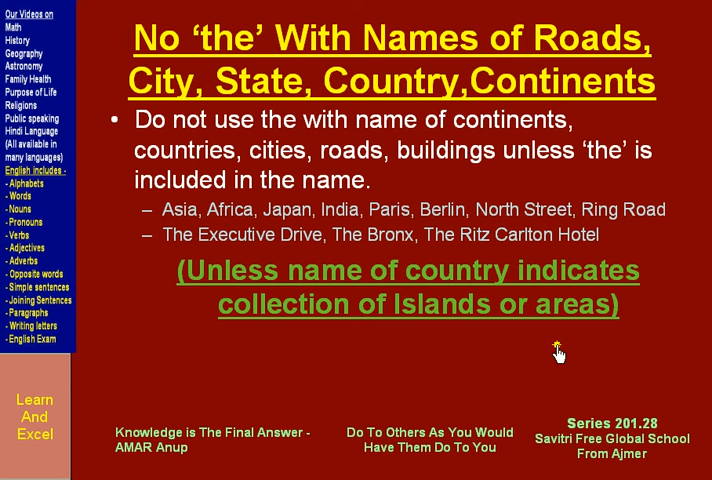 Our Videos on
Math
History
Geography
Astronomy
Family Health
Purpose of Life
Religions
Public speaking
Hindi Language
(All available in
many languages)
English includes -
- Alphabets
- Words
- Nouns
- Pronouns
- Verbs
- Adjectives
- Adverbs
- Opposite words
- Simple sentences
- Joining Sentences
- Paragraphs
- Writing letters
- English Exam
Learn
And
Excel
No ‘the’ With Names of Roads,
City, State, Country,Continents
• Do not use the with name of continents,
countries, cities, roads, buildings unless ‘the’ is
included in the name.
– Asia, Africa, Japan, India, Paris, Berlin, North Street, Ring Road
– The Executive Drive, The Bronx, The Ritz Carlton Hotel
(Unless name of country indicates
collection of Islands or areas)
Knowledge is The Final Answer -
AMAR Anup
Do To Others As You Would
Have Them Do To You
Series 201.28
Savitri Free Global School
From Ajmer